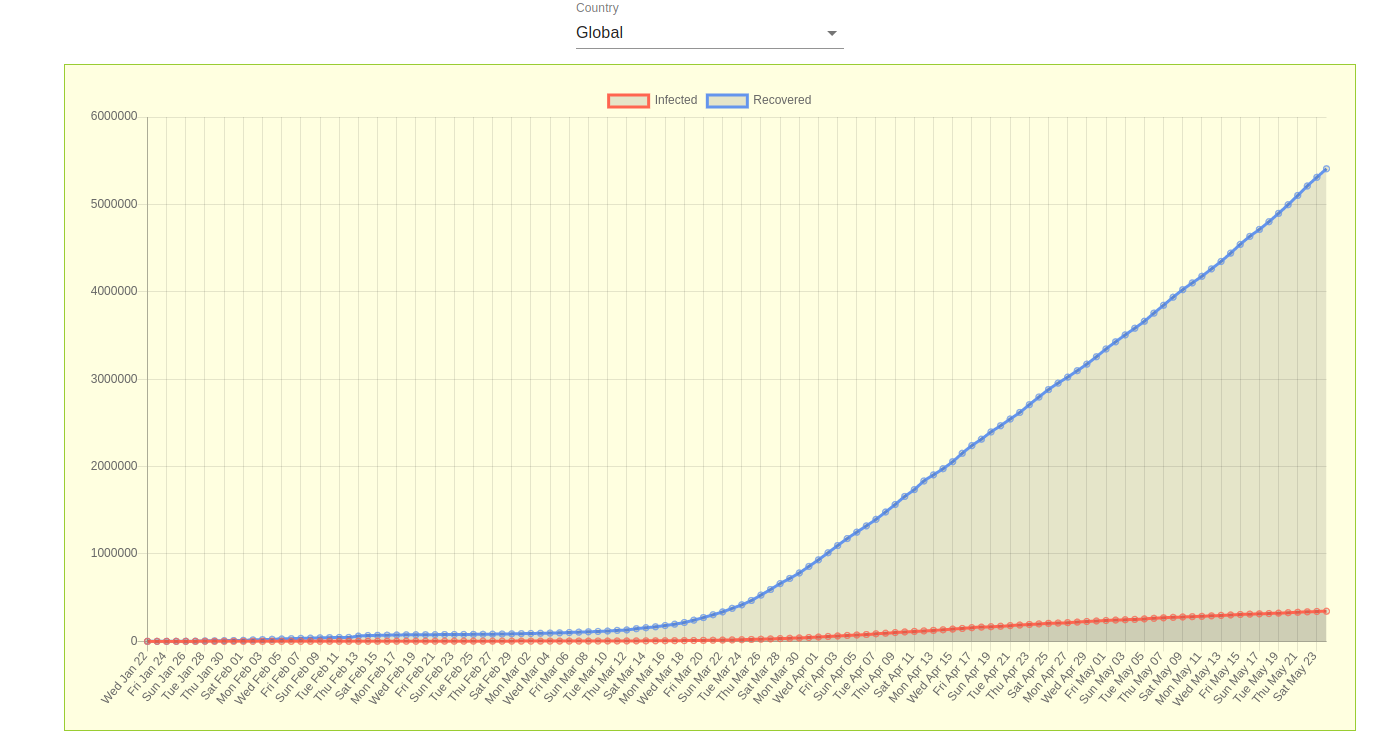 Country
Global
Infected
Recovered
6000000
5000000
4000000
3000000
2000000
1000000
0
Wed Jan 22
Fri Jan 24
Sun Jan 26
Tue Jan 28
Thu Jan 30
Sat Feb 01
Mon Feb 03
Wed Feb 05
Fri Feb 07
Sun Feb 09
Tue Feb 11
Thu Feb 13
Sat Feb 15
Mon Feb 17
Wed Feb 19
Fri Feb 21
Sun Feb 23
Tue Feb 25
Thu Feb 27
Sat Feb 29
Mon Mar 02
Wed Mar 04
Fri Mar 06
Sun Mar 08
Tue Mar 10
Thu Mar 12
Sat Mar 14
Mon Mar 16
Wed Mar 18
Fri Mar 20
Sun Mar 22
Tue Mar 24
Thu Mar 26
Sat Mar 28
Mon Mar 30
Wed Apr 01
Fri Apr 03
Sun Apr 05
Tue Apr 07
Thu Apr 09
Sat Apr 11
Mon Apr 13
Wed Apr 15
Fri Apr 17
Sun Apr 19
Tue Apr 21
Thu Apr 23
Sat Apr 25
Mon Apr 27
Wed Apr 29
Fri May 01
Sun May 03
Tue May 05
Thu May 07
Sat May 09
Mon May 11
Wed May 13
Fri May 15
Sun May 17
Tue May 19
Thu May 21
Sat May 23